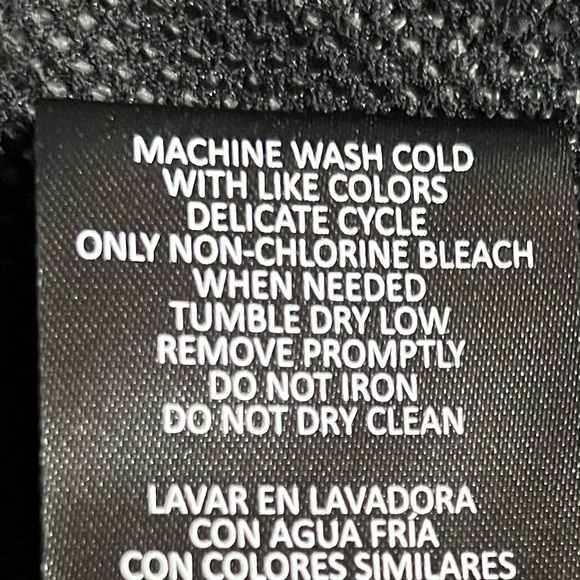 MACHINE WASH COLD
WITH LIKE COLORS
DELICATE CYCLE
ONLY NON-CHLORINE BLEACH
WHEN NEEDED
TUMBLE DRY LOW
REMOVE PROMPTLY
DO NOT IRON
DO NOT DRY CLEAN
LAVAR EN LAVADORA
CON AGUA FRÍA
CON COLORES SIMILARES